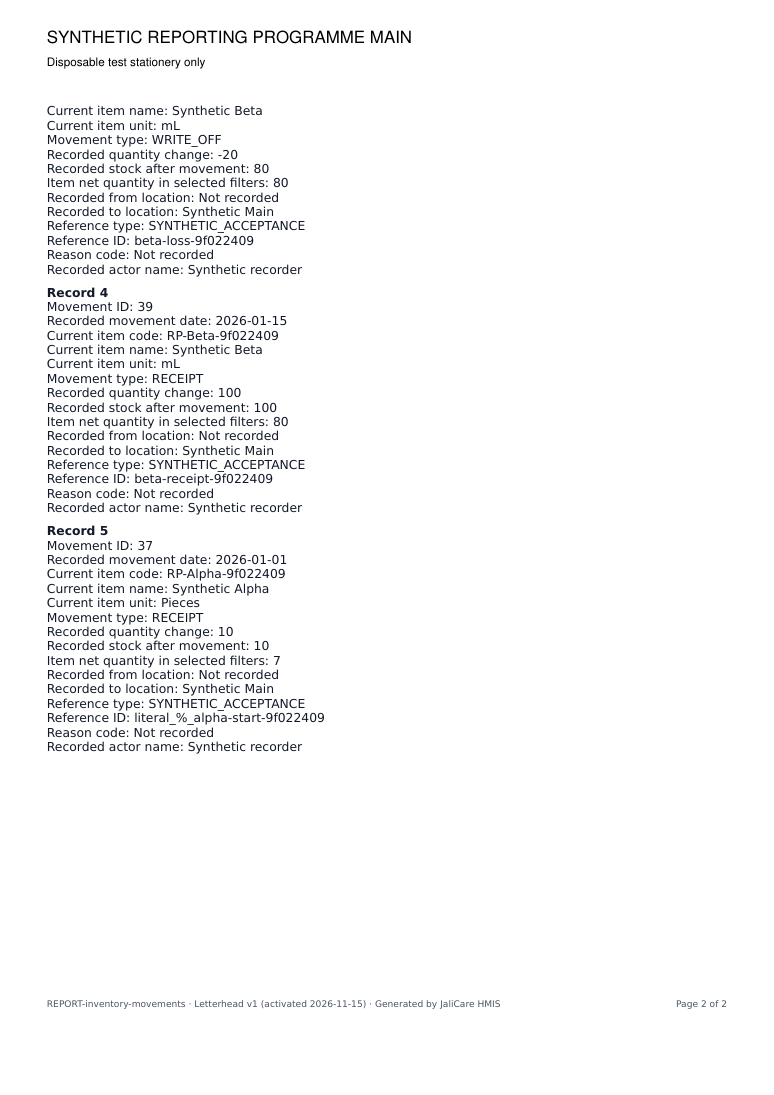 SYNTHETIC REPORTING PROGRAMME MAIN
Disposable test stationery only
Current item name: Synthetic Beta
Current item unit: mL
Movement type: WRITE_OFF
Recorded quantity change: -20
Recorded stock after movement: 80
Item net quantity in selected filters: 80
Recorded from location: Not recorded
Recorded to location: Synthetic Main
Reference type: SYNTHETIC_ACCEPTANCE
Reference ID: beta-loss-9f022409
Reason code: Not recorded
Recorded actor name: Synthetic recorder
Record 4
Movement ID: 39
Recorded movement date: 2026-01-15
Current item code: RP-Beta-9f022409
Current item name: Synthetic Beta
Current item unit: mL
Movement type: RECEIPT
Recorded quantity change: 100
Recorded stock after movement: 100
Item net quantity in selected filters: 80
Recorded from location: Not recorded
Recorded to location: Synthetic Main
Reference type: SYNTHETIC_ACCEPTANCE
Reference ID: beta-receipt-9f022409
Reason code: Not recorded
Recorded actor name: Synthetic recorder
Record 5
Movement ID: 37
Recorded movement date: 2026-01-01
Current item code: RP-Alpha-9f022409
Current item name: Synthetic Alpha
Current item unit: Pieces
Movement type: RECEIPT
Recorded quantity change: 10
Recorded stock after movement: 10
Item net quantity in selected filters: 7
Recorded from location: Not recorded
Recorded to location: Synthetic Main
Reference type: SYNTHETIC_ACCEPTANCE
Reference ID: literal_%_alpha-start-9f022409
Reason code: Not recorded
Recorded actor name: Synthetic recorder
REPORT-inventory-movements · Letterhead v1 (activated 2026-11-15) · Generated by JaliCare HMIS Page 2 of 2